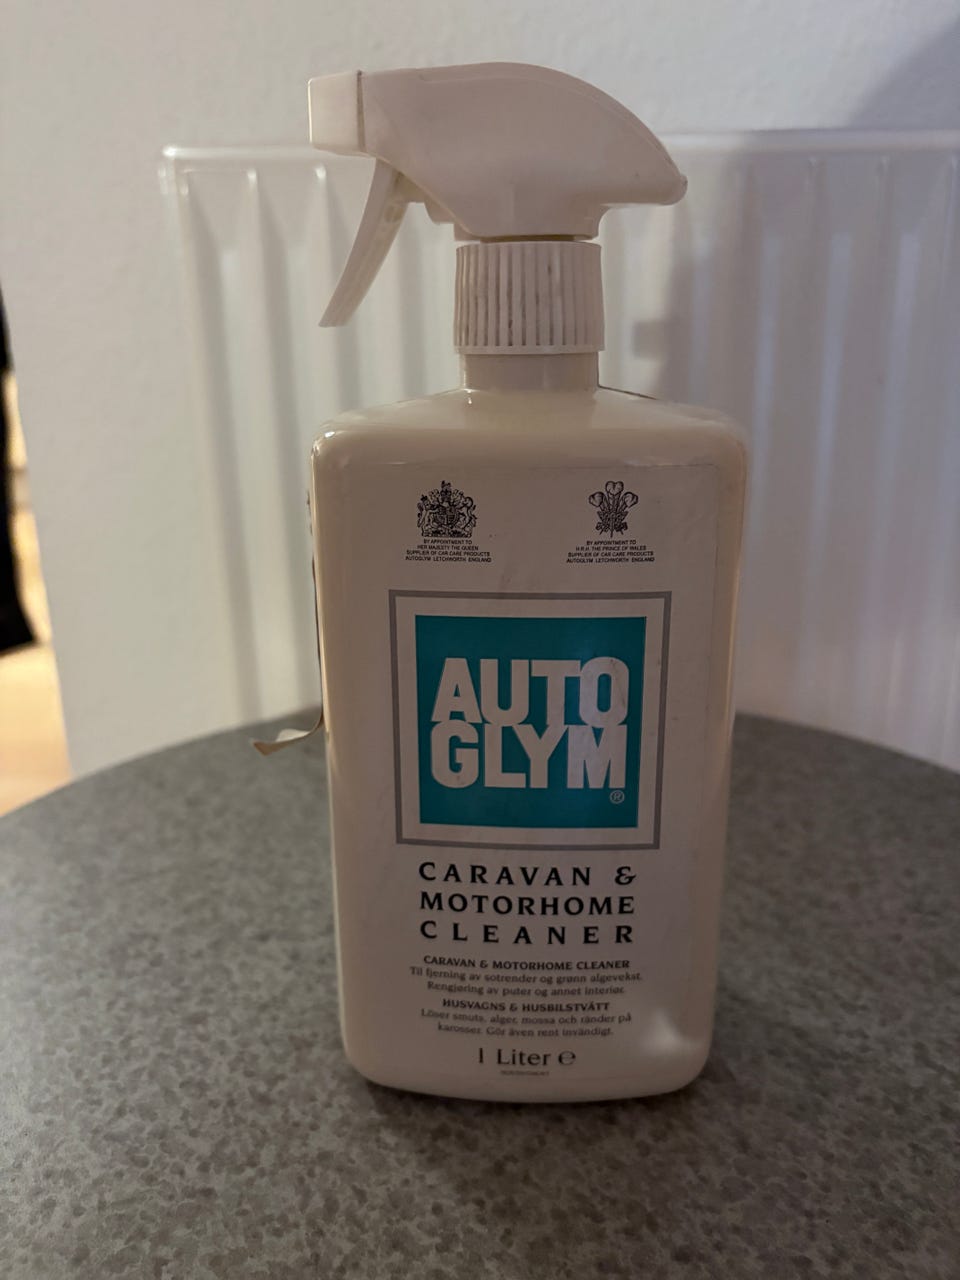 BY APPOINTMENT TO
HER MAJESTY THE QUEEN
SUPPLIER OF CAR CARE PRODUCTS
AUTOGLYM LETCHWORTH ENGLAND
BY APPOINTMENT TO
H.R.H. THE PRINCE OF WALES
SUPPLIER OF CAR CARE PRODUCTS
AUTOGLYM LETCHWORTH ENGLAND
AUTO
GLYM
®
CARAVAN &
MOTORHOME
CLEANER
CARAVAN & MOTORHOME CLEANER
Til fjerning av sotrender og grønn algevekst.
Rengjøring av puter og annet interiør.
HUSVAGNS & HUSBILSTVÄTT
Löser smuts, alger, mossa och ränder på
karosser. Gör även rent invändigt.
1 Liter ℮